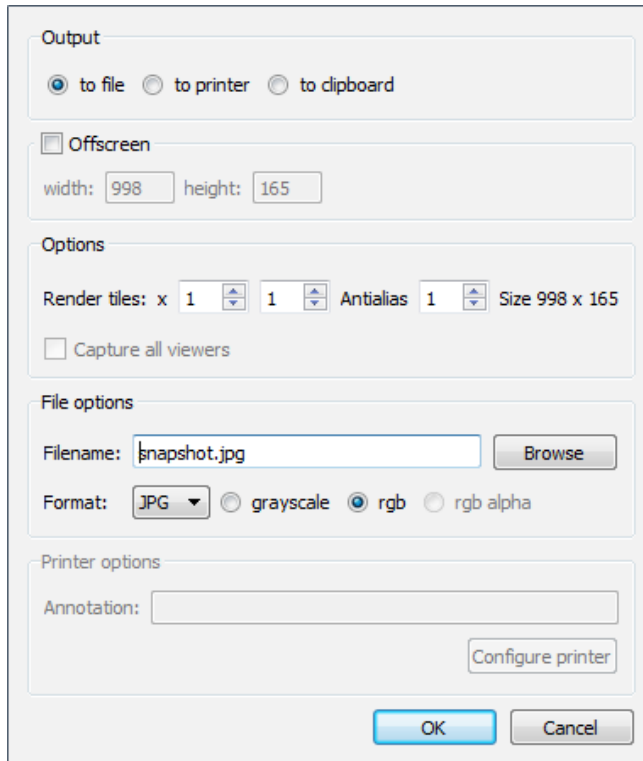 Output
to file to printer to clipboard
Offscreen
width: 998 height: 165
Options
Render tiles: x 1 1 Antialias 1 Size 998 x 165
Capture all viewers
File options
Filename: snapshot.jpg Browse
Format: JPG grayscale rgb rgb alpha
Printer options
Annotation:
Configure printer
OK Cancel